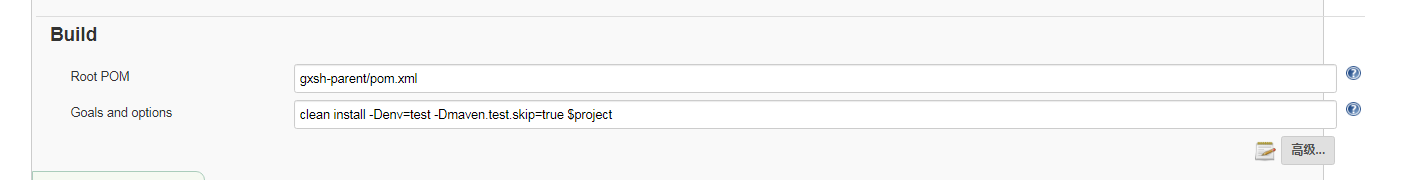 Build
Root POM
gxsh-parent/pom.xml
Goals and options
clean install -Denv=test -Dmaven.test.skip=true $project
高级...